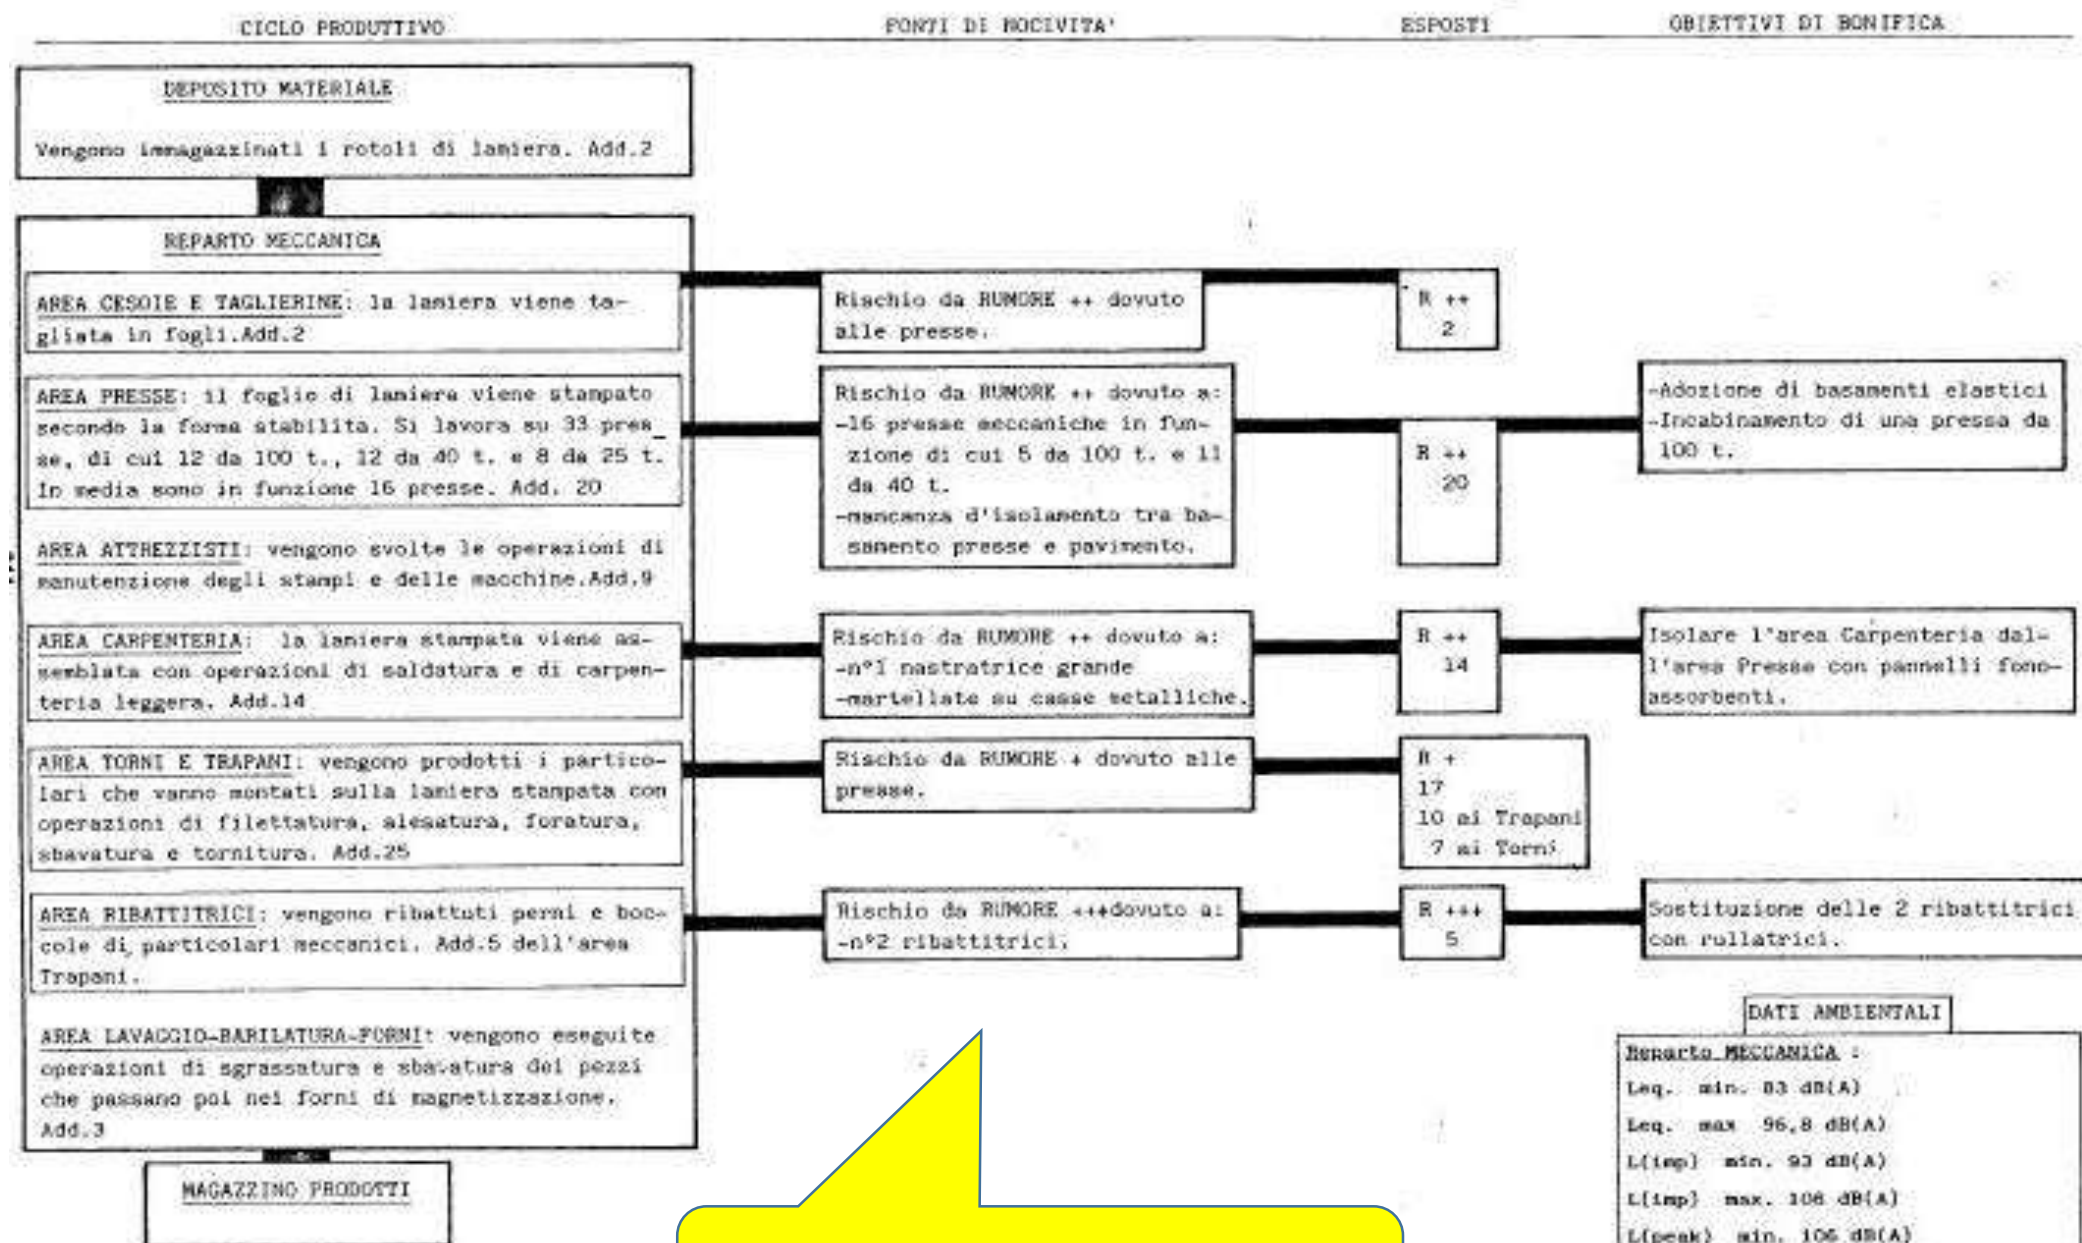 CICLO PRODUTTIVO
FONTI DI NOCIVITA'
ESPOSTI
OBIETTIVI DI BONIFICA
DEPOSITO MATERIALE
Vengono immagazzinati i rotoli di lamiera. Add.2
REPARTO MECCANICA
AREA CESOIE E TAGLIERINE: la lamiera viene ta-
gliata in fogli.Add.2
Rischio da RUMORE ++ dovuto
alle presse.
R ++
2
AREA PRESSE: il foglio di lamiera viene stampato
secondo la forma stabilita. Si lavora su 33 pres_
se, di cui 12 da 100 t., 12 da 40 t. e 8 da 25 t.
In media sono in funzione 16 presse. Add. 20
Rischio da RUMORE ++ dovuto a:
-16 presse meccaniche in fun-
zione di cui 5 da 100 t. e 11
da 40 t.
-mancanza d'isolamento tra ba-
samento presse e pavimento.
R ++
20
-Adozione di basamenti elastici
-Incabinamento di una pressa da
100 t.
AREA ATTREZZISTI: vengono svolte le operazioni di
manutenzione degli stampi e delle macchine.Add.9
AREA CARPENTERIA: la lamiera stampata viene as-
semblata con operazioni di saldatura e di carpen-
teria leggera. Add.14
Rischio da RUMORE ++ dovuto a:
-n°1 nastratrice grande
-martellate su casse metalliche.
R ++
14
Isolare l'area Carpenteria dal-
l'area Presse con pannelli fono-
assorbenti.
AREA TORNI E TRAPANI: vengono prodotti i partico-
lari che vanno montati sulla lamiera stampata con
operazioni di filettatura, alesatura, foratura,
sbavatura e tornitura. Add.25
Rischio da RUMORE + dovuto alle
presse.
R +
17
10 ai Trapani
7 ai Torni
AREA RIBATTITRICI: vengono ribattuti perni e boc-
cole di particolari meccanici. Add.5 dell'area
Trapani.
Rischio da RUMORE +++dovuto a:
-n°2 ribattitrici.
R +++
5
Sostituzione delle 2 ribattitrici
con rullatrici.
AREA LAVAGGIO-BARILATURA-FORNI: vengono eseguite
operazioni di sgrassatura e sbavatura dei pezzi
che passano poi nei forni di magnetizzazione.
Add.3
MAGAZZINO PRODOTTI
DATI AMBIENTALI
Reparto MECCANICA :
Leq. min. 83 dB(A)
Leq. max 96,8 dB(A)
L(imp) min. 93 dB(A)
L(imp) max. 106 dB(A)
L(peak) min. 106 dB(A)